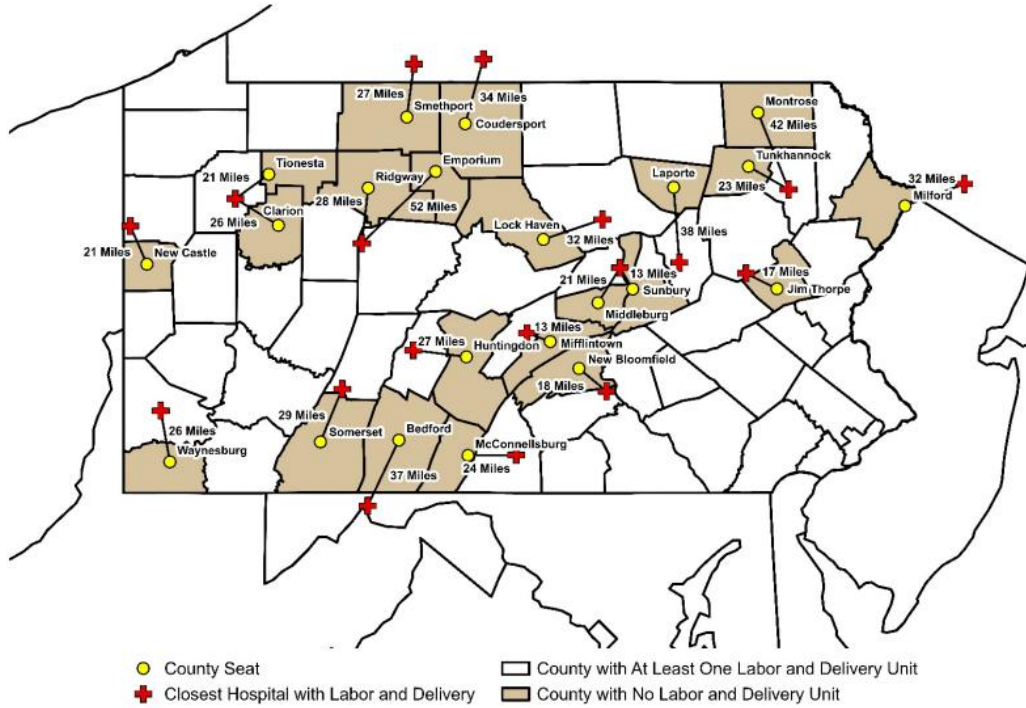 27 Miles
Smethport
34 Miles
Coudersport
Montrose
42 Miles
Tionesta
21 Miles
Emporium
Ridgway
28 Miles
52 Miles
Clarion
26 Miles
Laporte
Tunkhannock
23 Miles
32 Miles
Milford
Lock Haven
32 Miles
38 Miles
21 Miles
New Castle
21 Miles
13 Miles
Sunbury
Middleburg
17 Miles
Jim Thorpe
27 Miles
Huntingdon
13 Miles
Mifflintown
New Bloomfield
18 Miles
29 Miles
Somerset
Bedford
37 Miles
McConnellsburg
24 Miles
26 Miles
Waynesburg
County Seat
Closest Hospital with Labor and Delivery
County with At Least One Labor and Delivery Unit
County with No Labor and Delivery Unit